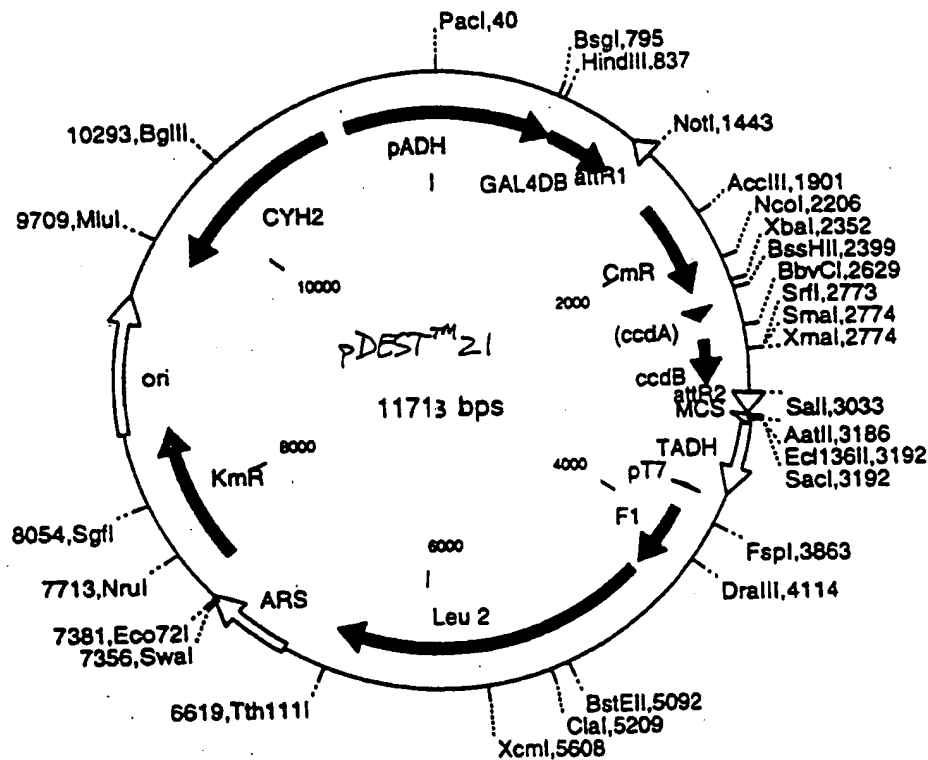 PacI,40
BsgI,795
HindIII.837
NotI,1443
AccIII,1901
NcoI,2206
XbaI,2352
BssHII,2399
BbvCI,2629
SrfI,2773
SmaI,2774
XmaI,2774
SalI,3033
AatII,3186
Ecl136II,3192
SacI,3192
FspI,3863
DraIII,4114
BstEII,5092
ClaI,5209
XcmI,5608
6619,Tth111I
7356,SwaI
7381,Eco72I
7713,NruI
8054,SgfI
9709,MluI
10293,BglII
pADH
GAL4DB
attR1
CmR
(ccdA)
ccdB
attR2
MCS
TADH
pT7
F1
Leu 2
ARS
KmR
ori
CYH2
10000
2000
4000
6000
8000
pDEST™21
11713 bps